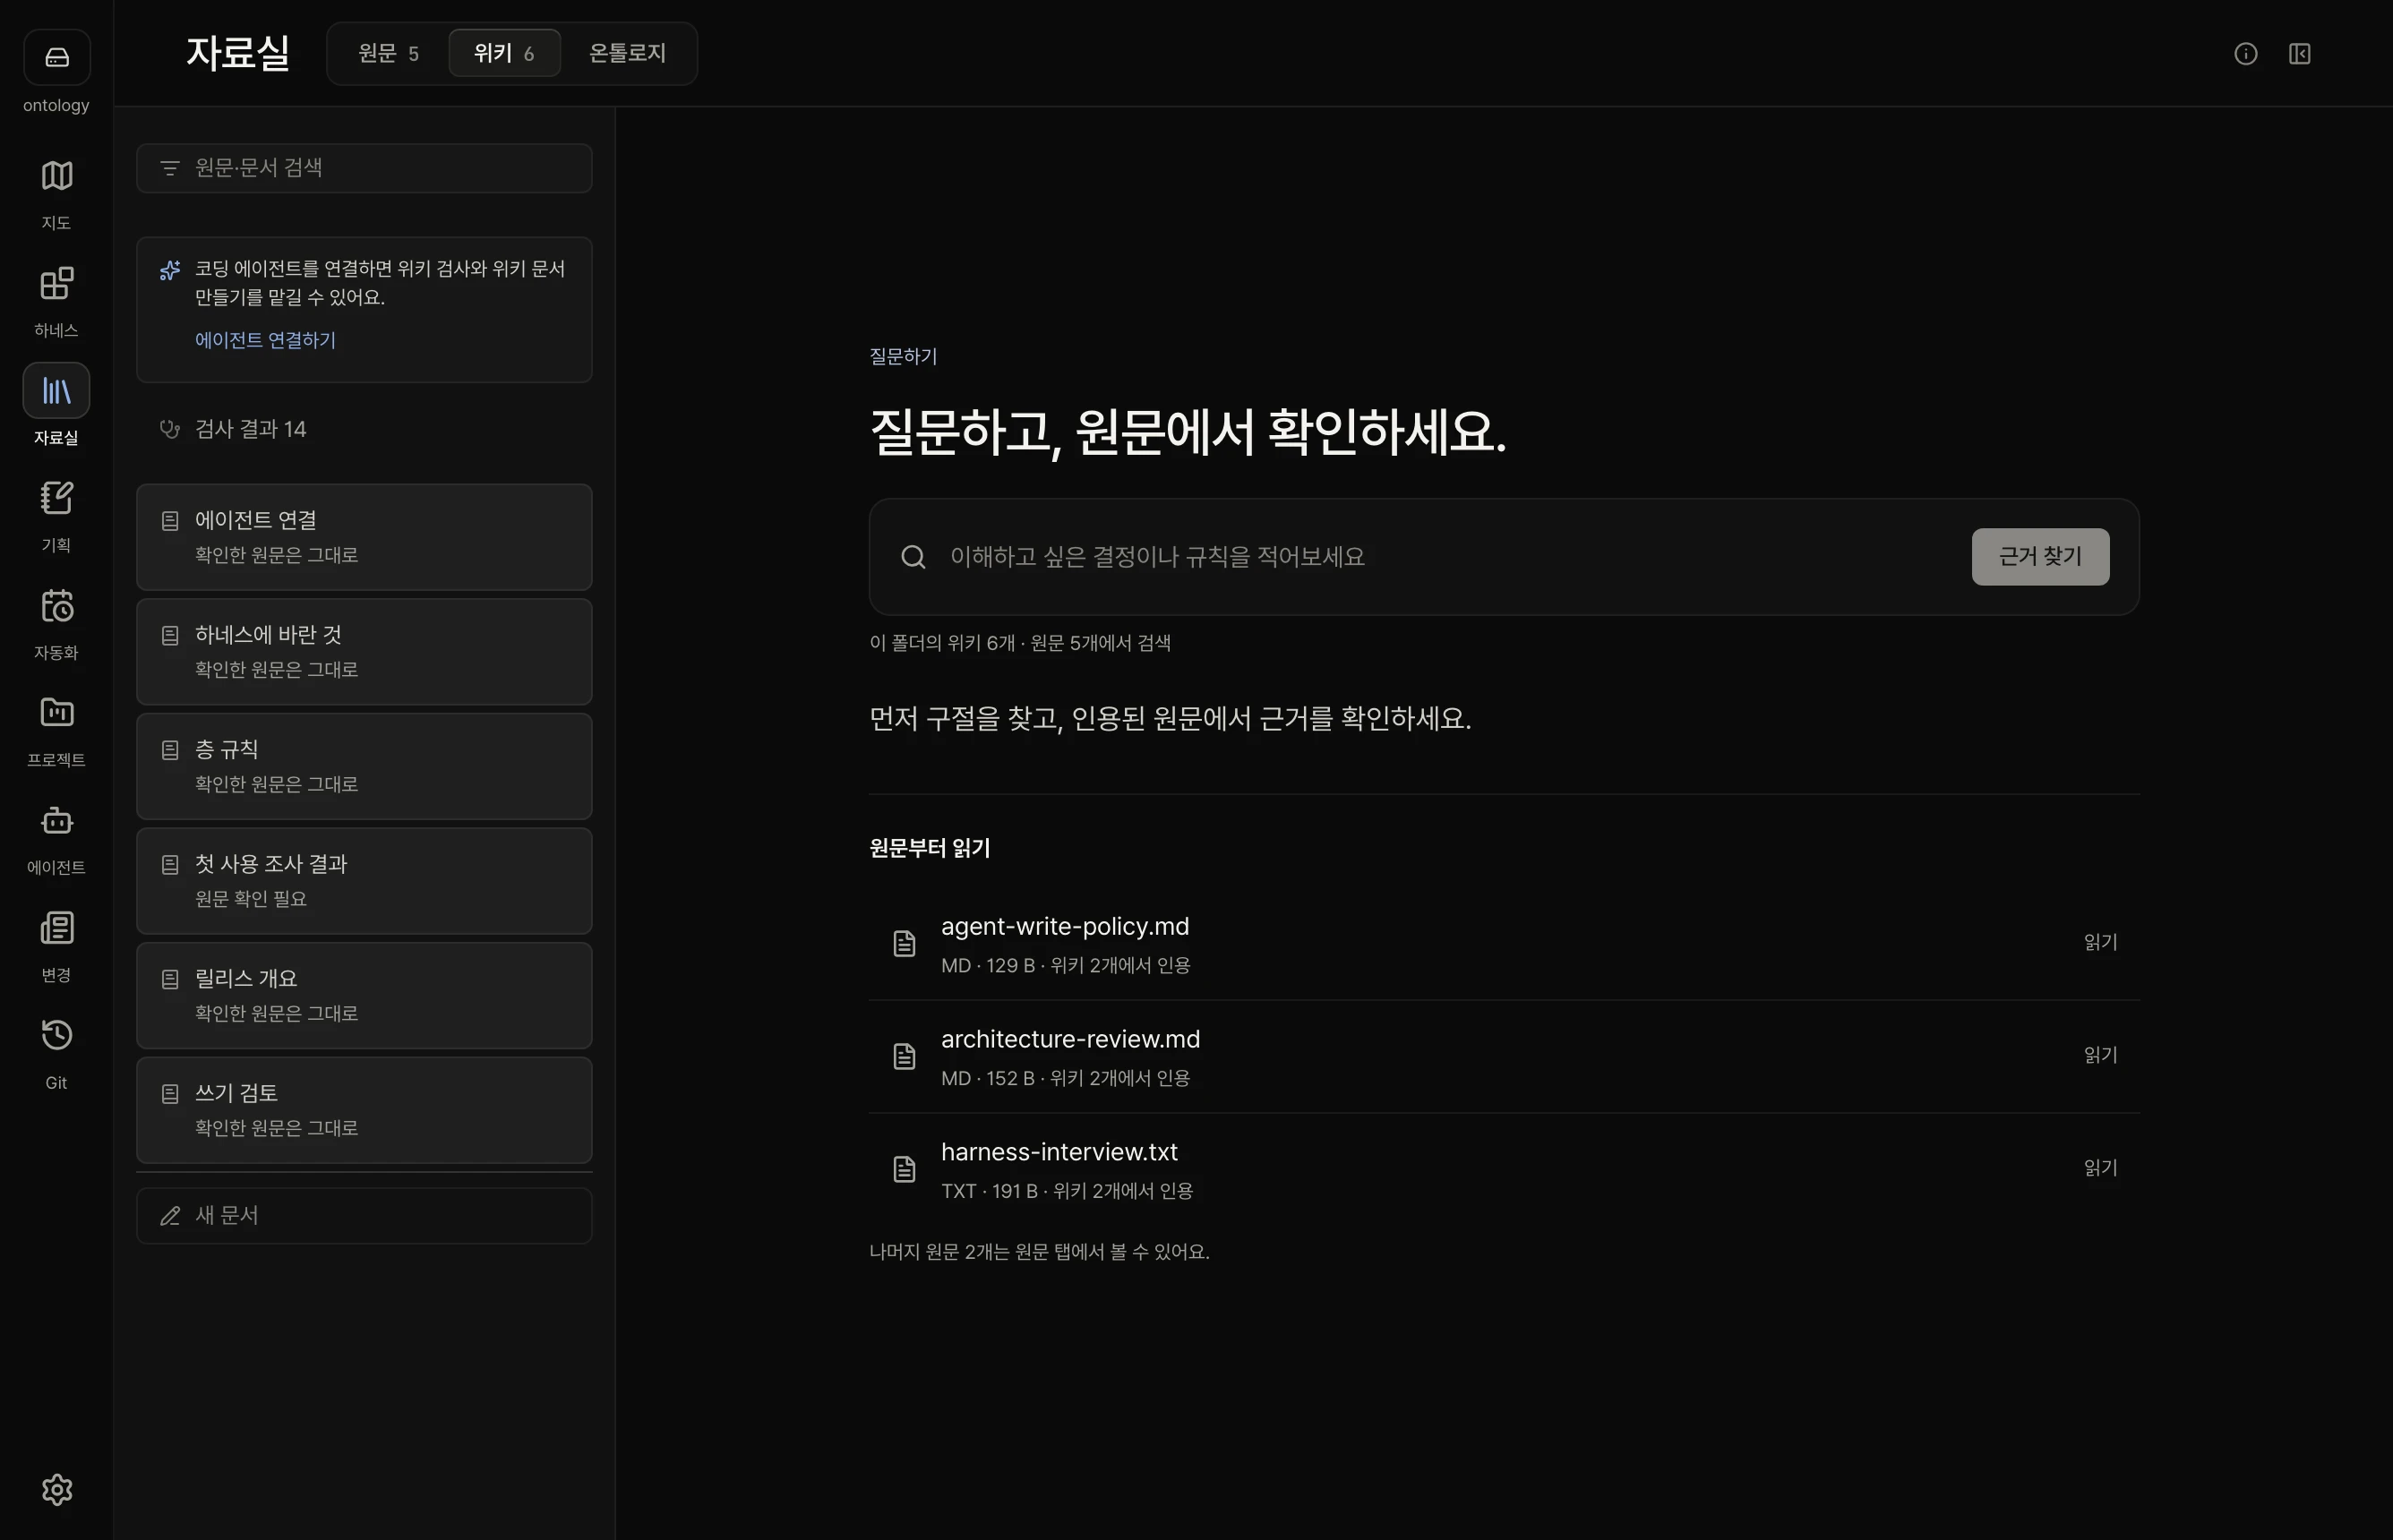 ontology
지도
하네스
자료실
기획
자동화
프로젝트
에이전트
변경
Git
자료실
원문 5
위키 6
온톨로지
원문·문서 검색
코딩 에이전트를 연결하면 위키 검사와 위키 문서
만들기를 맡길 수 있어요.
에이전트 연결하기
검사 결과 14
에이전트 연결
확인한 원문은 그대로
하네스에 바란 것
확인한 원문은 그대로
층 규칙
확인한 원문은 그대로
첫 사용 조사 결과
원문 확인 필요
릴리스 개요
확인한 원문은 그대로
쓰기 검토
확인한 원문은 그대로
새 문서
질문하기
질문하고, 원문에서 확인하세요.
이해하고 싶은 결정이나 규칙을 적어보세요
근거 찾기
이 폴더의 위키 6개 · 원문 5개에서 검색
먼저 구절을 찾고, 인용된 원문에서 근거를 확인하세요.
원문부터 읽기
agent-write-policy.md
MD · 129 B · 위키 2개에서 인용
읽기
architecture-review.md
MD · 152 B · 위키 2개에서 인용
읽기
harness-interview.txt
TXT · 191 B · 위키 2개에서 인용
읽기
나머지 원문 2개는 원문 탭에서 볼 수 있어요.